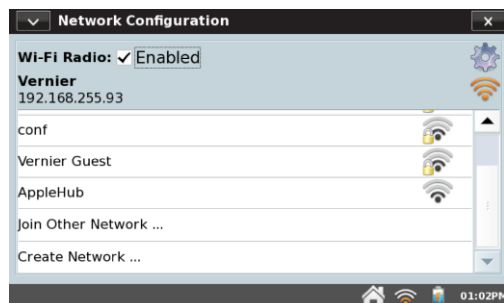 Network Configuration
Wi-Fi Radio: Enabled
Vernier
192.168.255.93
conf
Vernier Guest
AppleHub
Join Other Network ...
Create Network ...
01:02PM